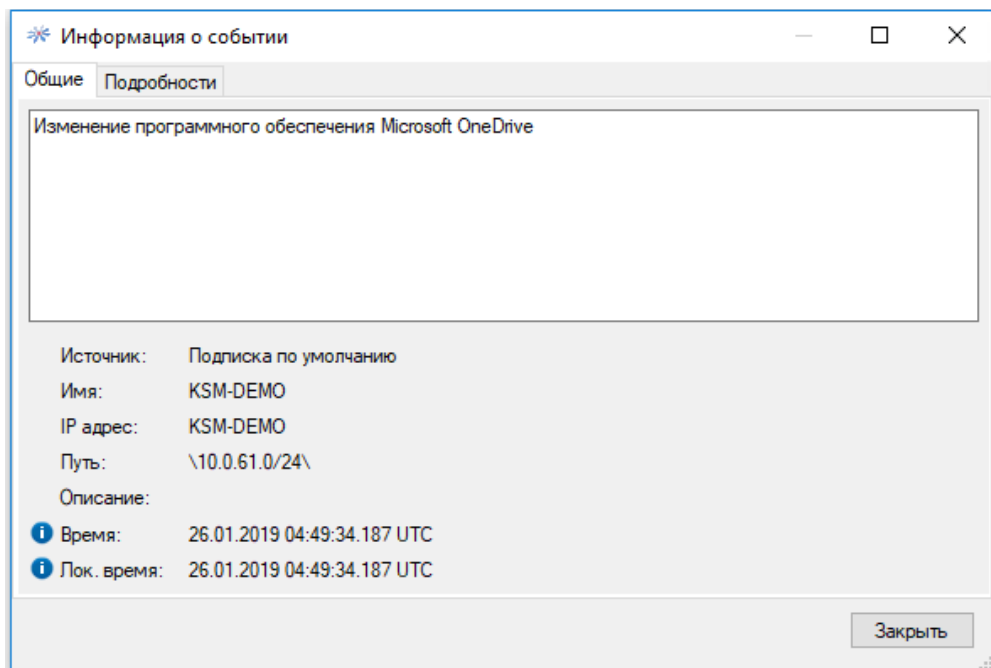 Информация о событии
Общие Подробности
Изменение программного обеспечения Microsoft OneDrive
Источник: Подписка по умолчанию
Имя: KSM-DEMO
IP адрес: KSM-DEMO
Путь: \10.0.61.0/24\
Описание:
Время: 26.01.2019 04:49:34.187 UTC
Лок. время: 26.01.2019 04:49:34.187 UTC
Закрыть